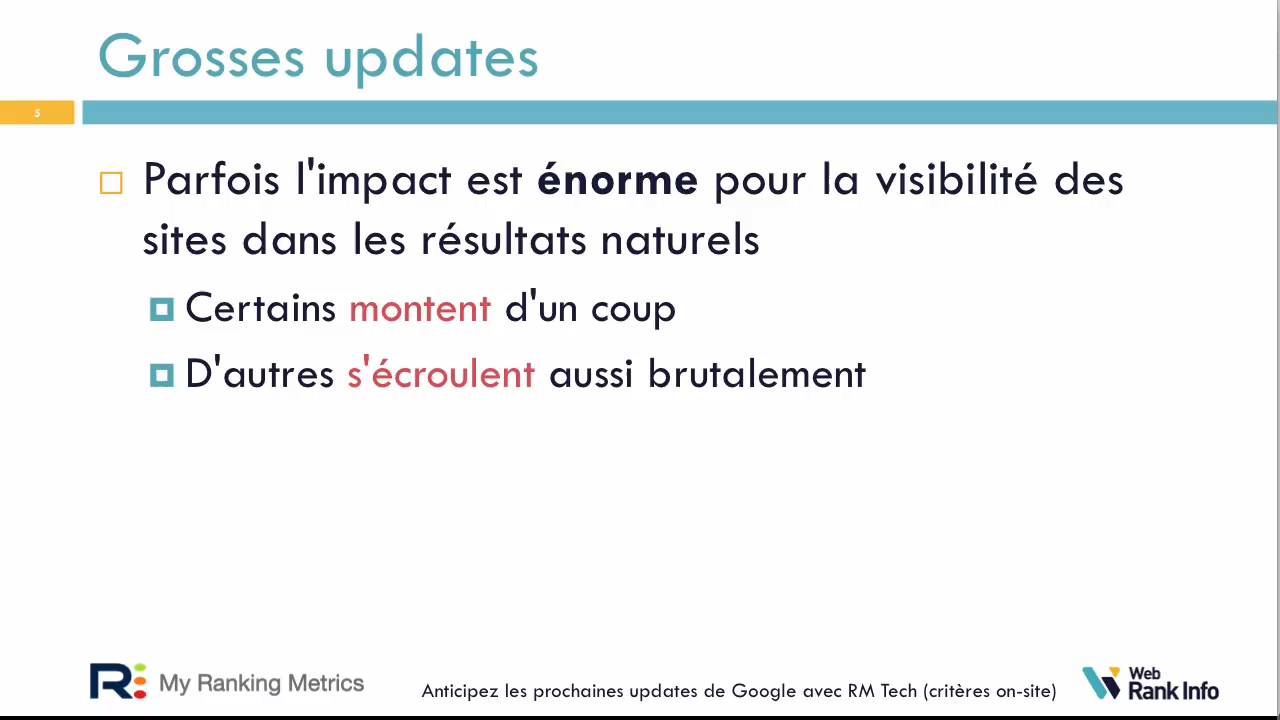 Grosses updates
5
Parfois l'impact est énorme pour la visibilité des
sites dans les résultats naturels
Certains montent d'un coup
D'autres s'écroulent aussi brutalement
My Ranking Metrics
Anticipez les prochaines updates de Google avec RM Tech (critères on-site)
Web
Rank Info